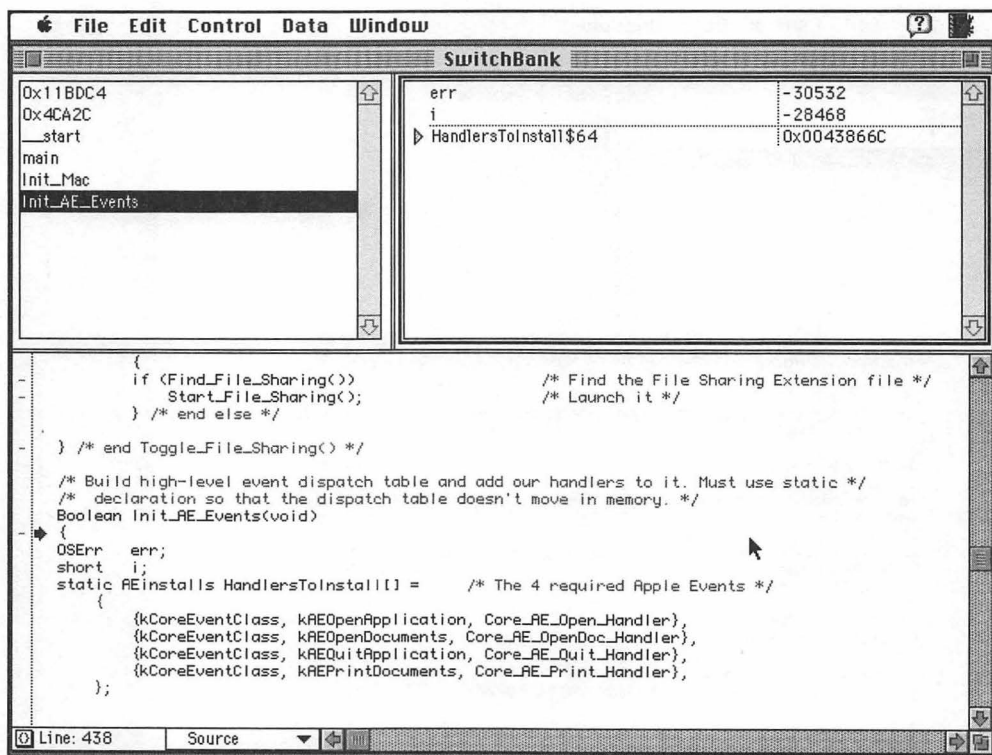 File Edit Control Data Window
SwitchBank
0x11BDC4
0x4CA2C
__start
main
Init_Mac
Init_AE_Events
err -30532
i -28468
HandlersToInstall$64 0x0043866C
{
if (Find_File_Sharing()) /* Find the File Sharing Extension file */
Start_File_Sharing(); /* Launch it */
} /* end else */
} /* end Toggle_File_Sharing() */
/* Build high-level event dispatch table and add our handlers to it. Must use static */
/* declaration so that the dispatch table doesn't move in memory. */
Boolean Init_AE_Events(void)
{
OSErr err;
short i;
static AEinstalls HandlersToInstall[] = /* The 4 required Apple Events */
{
{kCoreEventClass, kAEOpenApplication, Core_AE_Open_Handler},
{kCoreEventClass, kAEOpenDocuments, Core_AE_OpenDoc_Handler},
{kCoreEventClass, kAEQuitApplication, Core_AE_Quit_Handler},
{kCoreEventClass, kAEPrintDocuments, Core_AE_Print_Handler},
};
Line: 438 Source